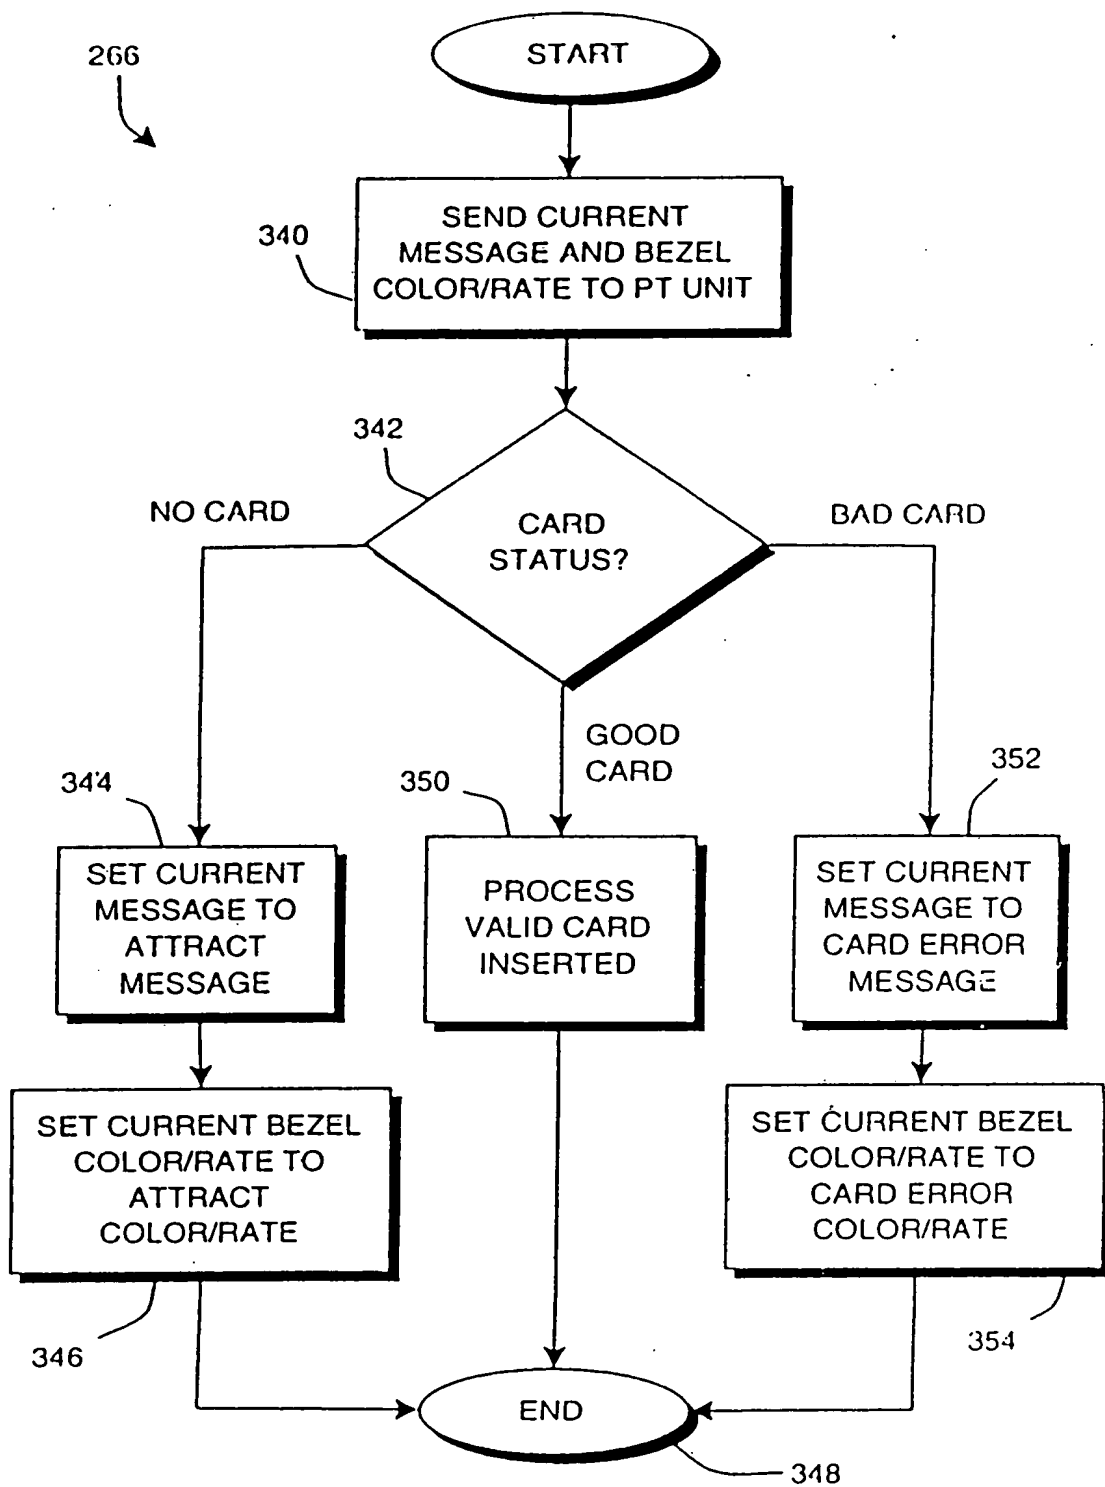 266
START
340
SEND CURRENT
MESSAGE AND BEZEL
COLOR/RATE TO PT UNIT
342
NO CARD
CARD
STATUS?
BAD CARD
GOOD
CARD
344
SET CURRENT
MESSAGE TO
ATTRACT
MESSAGE
350
PROCESS
VALID CARD
INSERTED
352
SET CURRENT
MESSAGE TO
CARD ERROR
MESSAGE
SET CURRENT BEZEL
COLOR/RATE TO
ATTRACT
COLOR/RATE
346
SET CURRENT BEZEL
COLOR/RATE TO
CARD ERROR
COLOR/RATE
354
END
348